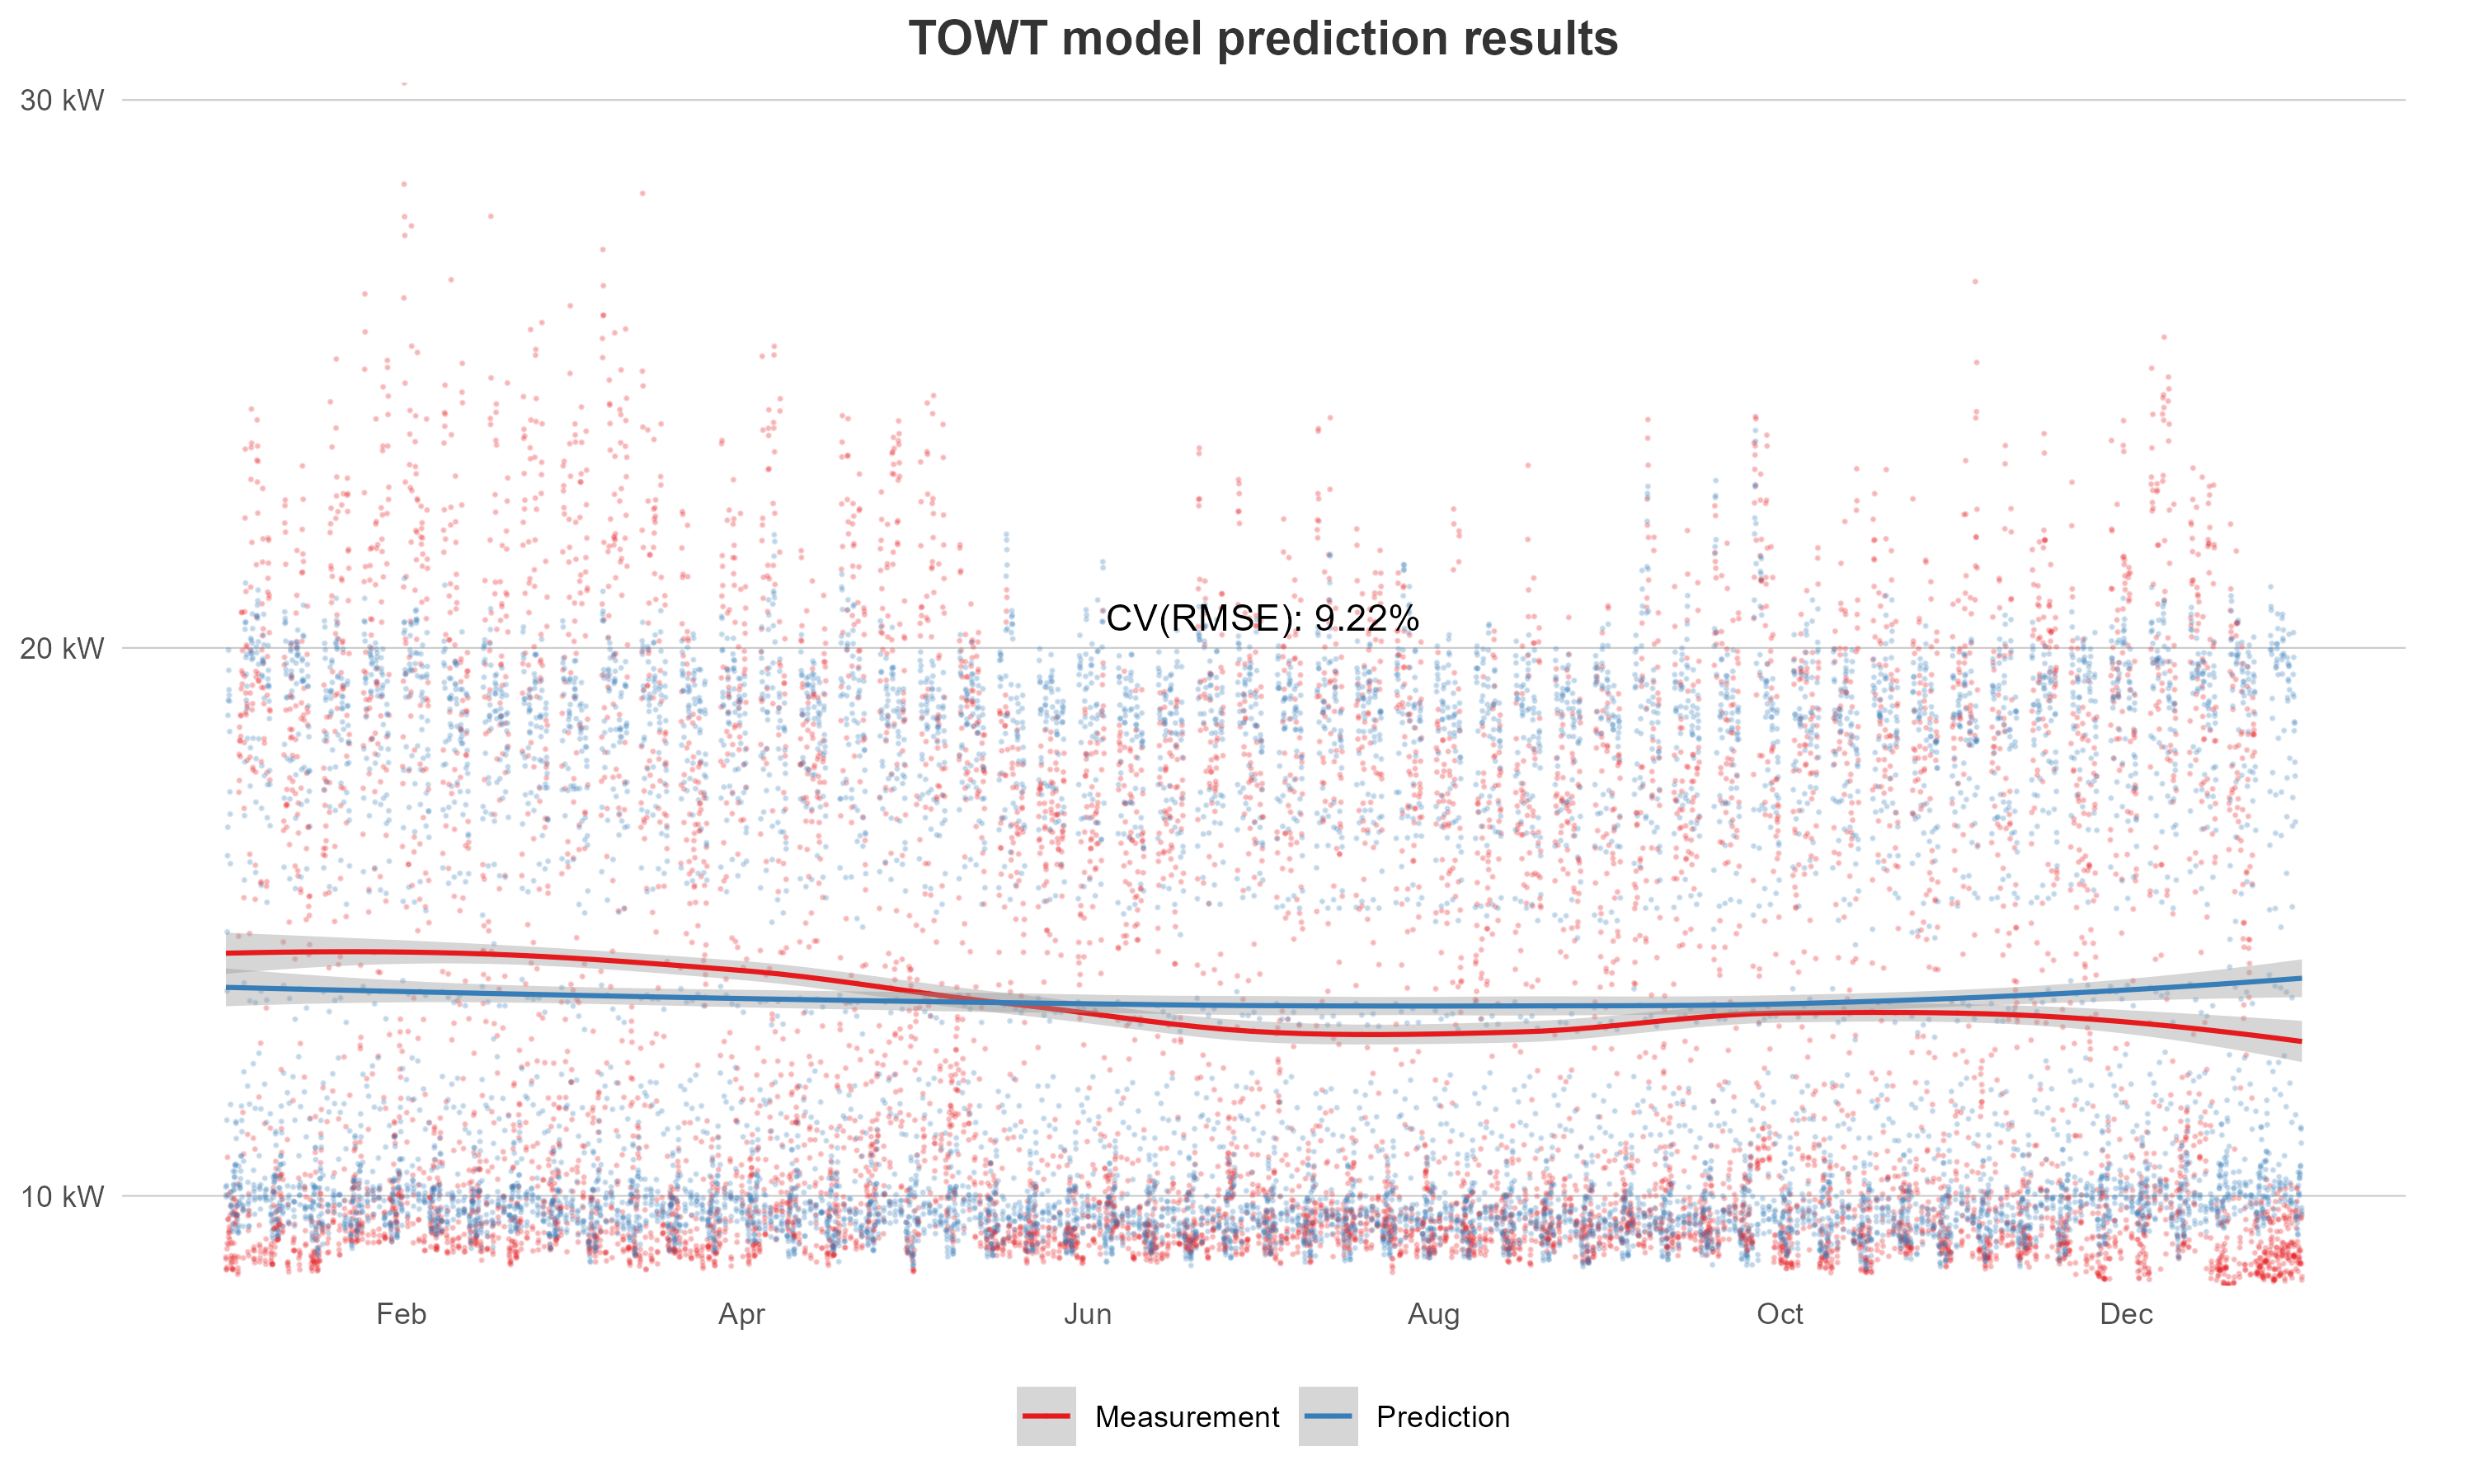 TOWT model prediction results
30 kW
20 kW
10 kW
CV(RMSE): 9.22%
Feb Apr Jun Aug Oct Dec
Measurement Prediction